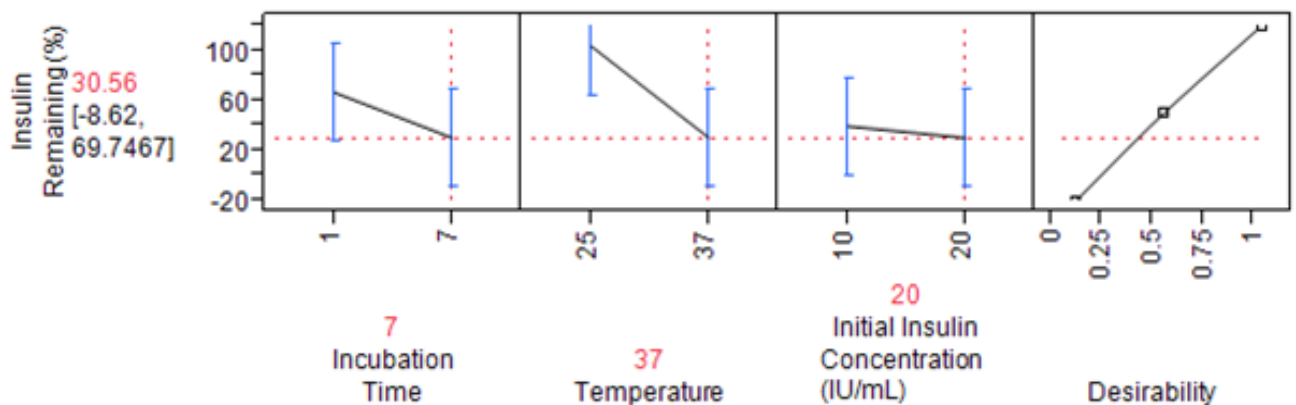 Insulin
Remaining(%)
30.56
[-8.62,
69.7467]
100
60
20
-20
1
7
25
37
10
20
0
0.25
0.5
0.75
1
7
Incubation
Time
37
Temperature
20
Initial Insulin
Concentration
(IU/mL)
Desirability